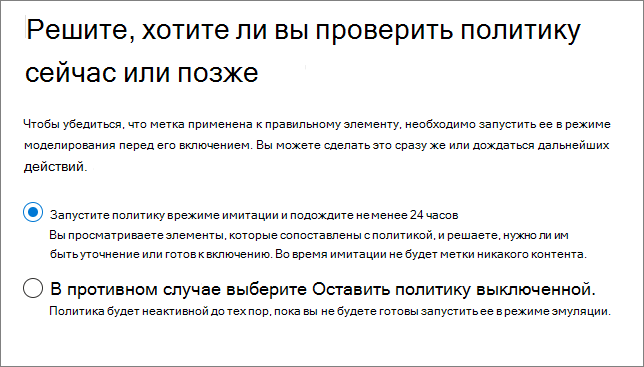 Решите, хотите ли вы проверить политику
сейчас или позже
Чтобы убедиться, что метка применена к правильному элементу, необходимо запустить ее в режиме
моделирования перед его включением. Вы можете сделать это сразу же или дождаться дальнейших
действий.
Запустите политику в режиме имитации и подождите не менее 24 часов
Вы просматриваете элементы, которые сопоставлены с политикой, и решаете, нужно ли им
быть уточнение или готов к включению. Во время имитации не будет метки никакого контента.
В противном случае выберите Оставить политику выключенной.
Политика будет неактивной до тех пор, пока вы не будете готовы запустить ее в режиме эмуляции.